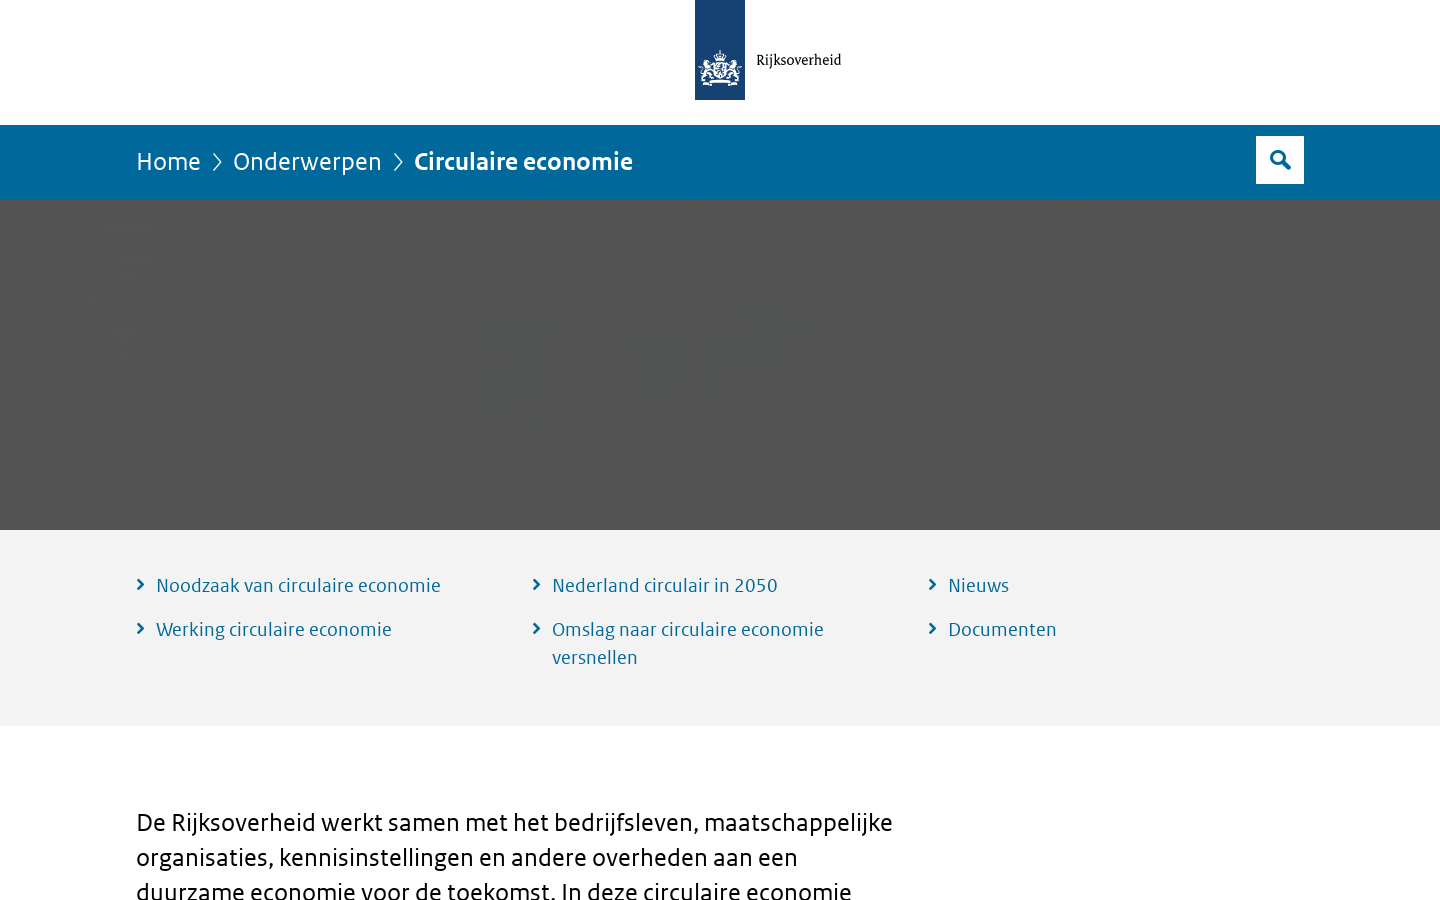 Rijksoverheid
Home Onderwerpen Circulaire economie
Noodzaak van circulaire economie
Werking circulaire economie
Nederland circulair in 2050
Omslag naar circulaire economie
versnellen
Nieuws
Documenten
De Rijksoverheid werkt samen met het bedrijfsleven, maatschappelijke
organisaties, kennisinstellingen en andere overheden aan een
duurzame economie voor de toekomst. In deze circulaire economie